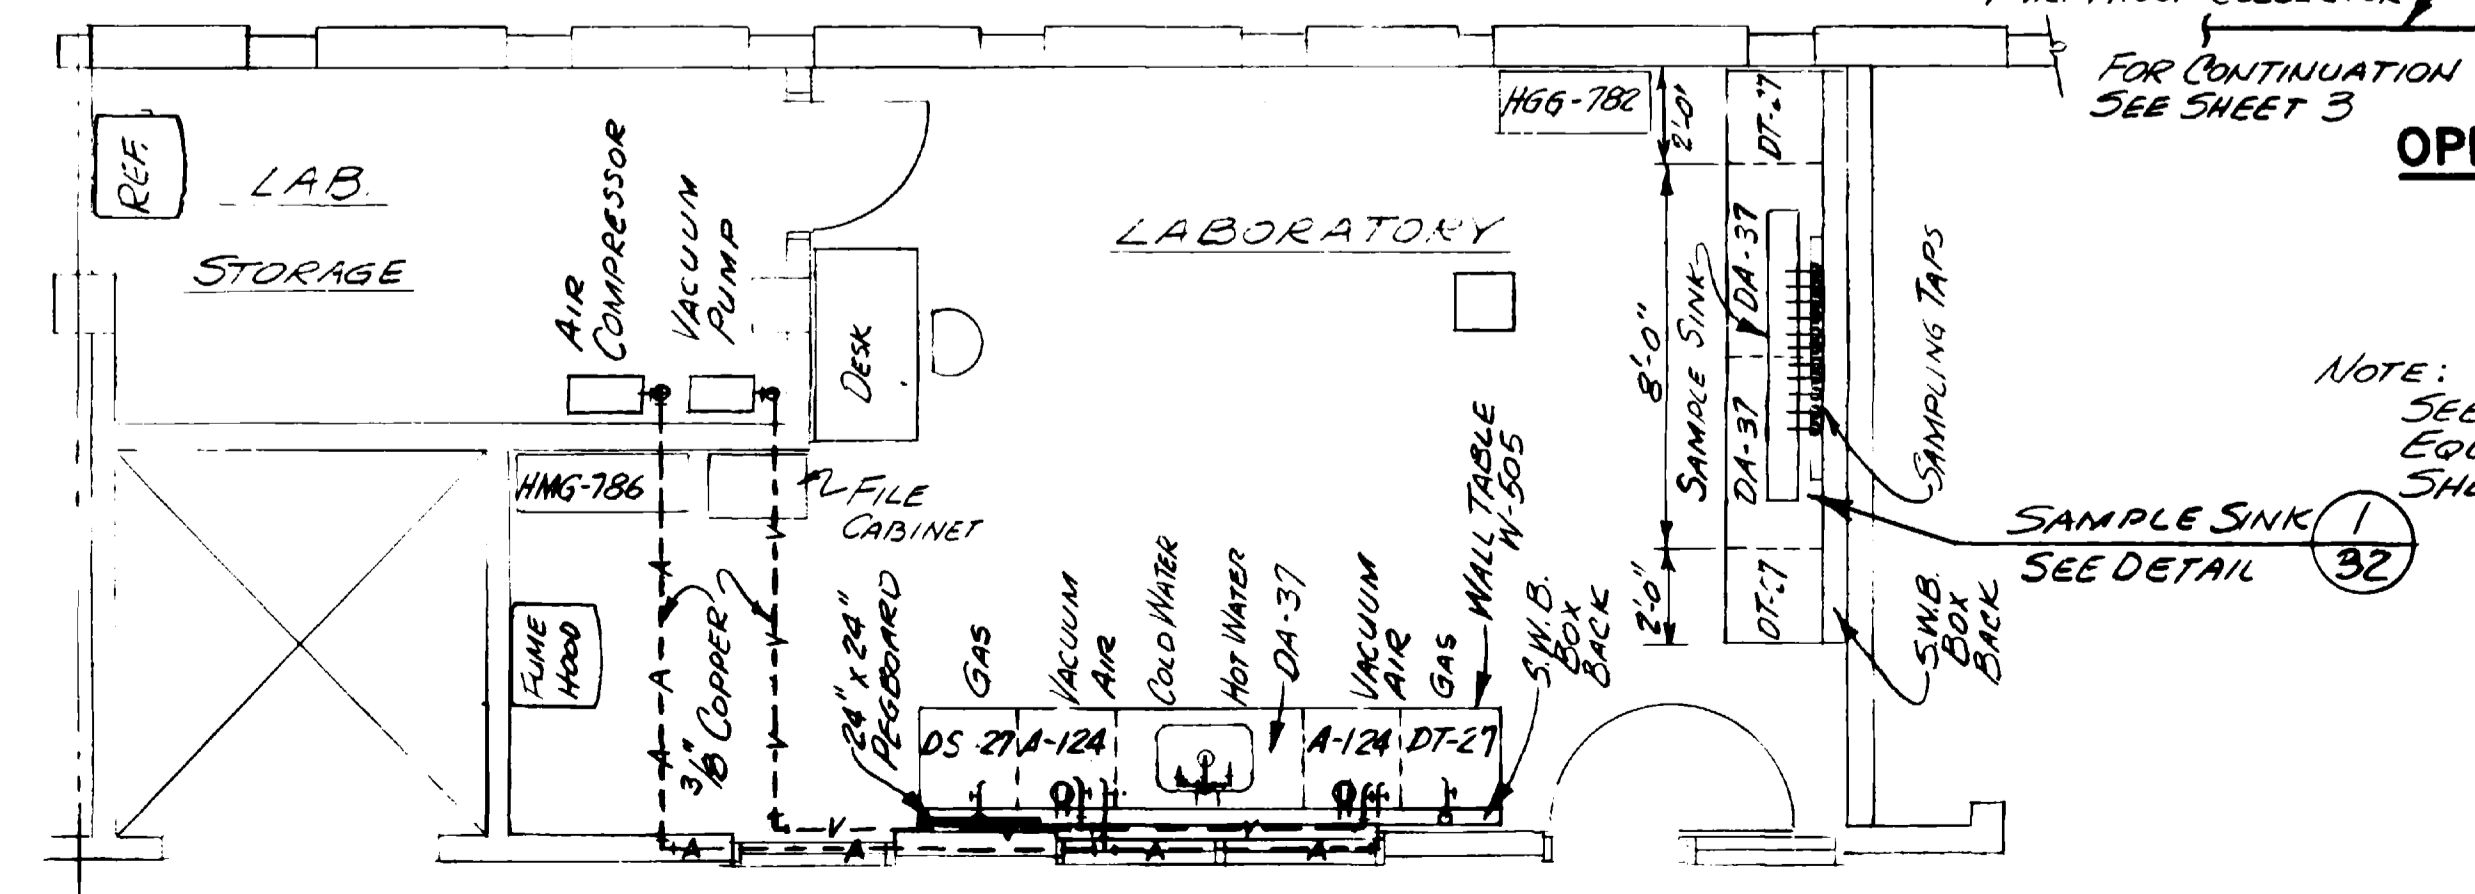 FOR CONTINUATION
SEE SHEET 3
HGG-782
2'-0"
DT-27
REF.
LAB.
STORAGE
AIR
COMPRESSOR
VACUUM
PUMP
LABORATORY
DESK
8'-0"
SAMPLE SINK
DA-37
DA-37
SAMPLING TAPS
NOTE:
HMG-786
FILE
CABINET
SAMPLE SINK
SEE DETAIL
1
32
2'-0"
DT-27
S.W.B.
BOX
BACK
FUME
HOOD
3/8" COPPER
24" x 24"
PEGBOARD
GAS
VACUUM
AIR
COLD WATER
HOT WATER
DA-37
VACUUM
AIR
GAS
WALL TABLE
W-505
S.W.B.
BOX
BACK
DS-27
A-124
A-124
DT-27
A
A
A
V
V
V
V
V
A
A
A
A